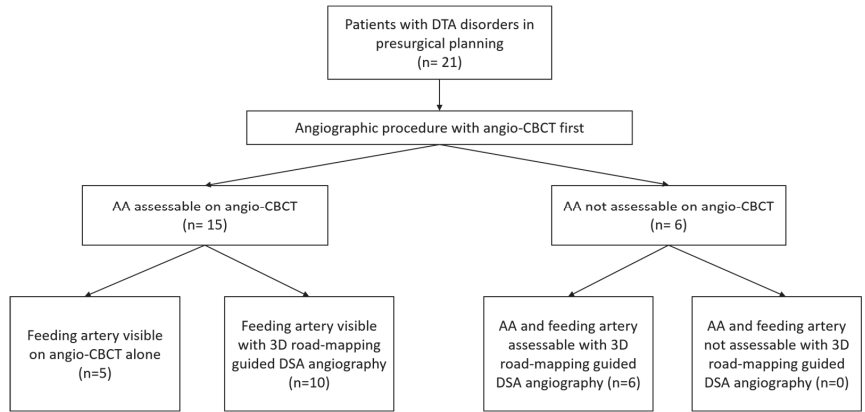 Patients with DTA disorders in
presurgical planning
(n= 21)
Angiographic procedure with angio-CBCT first
AA assessable on angio-CBCT
(n= 15)
AA not assessable on angio-CBCT
(n= 6)
Feeding artery visible
on angio-CBCT alone
(n=5)
Feeding artery visible
with 3D road-mapping
guided DSA angiography
(n=10)
AA and feeding artery
assessable with 3D
road-mapping guided
DSA angiography (n=6)
AA and feeding artery
not assessable with 3D
road-mapping guided
DSA angiography (n=0)